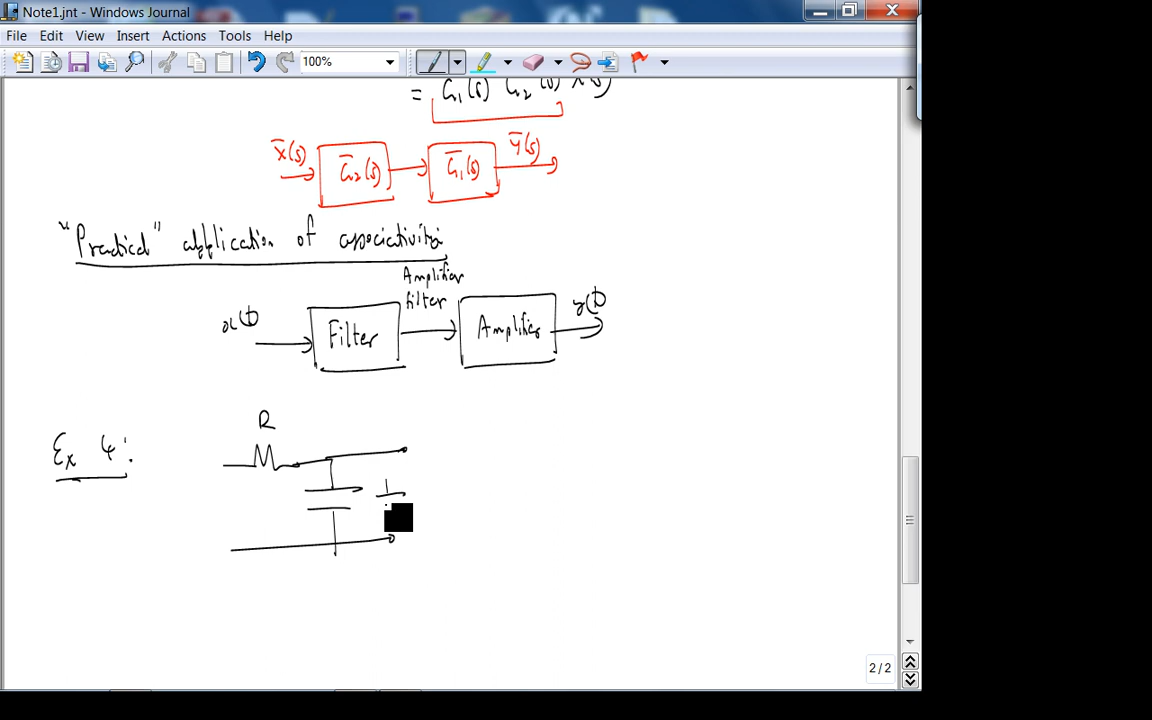 Note1.jnt - Windows Journal
File Edit View Insert Actions Tools Help
100%
= G₁(s) G₂(s) X(s)
X̄(s) Ḡ₂(s) Ḡ₁(s) Ȳ(s)
"Practical" application of associativity
Amplifier
filter
x(t) Filter Amplifier y(t)
R
Ex 4:
2 / 2